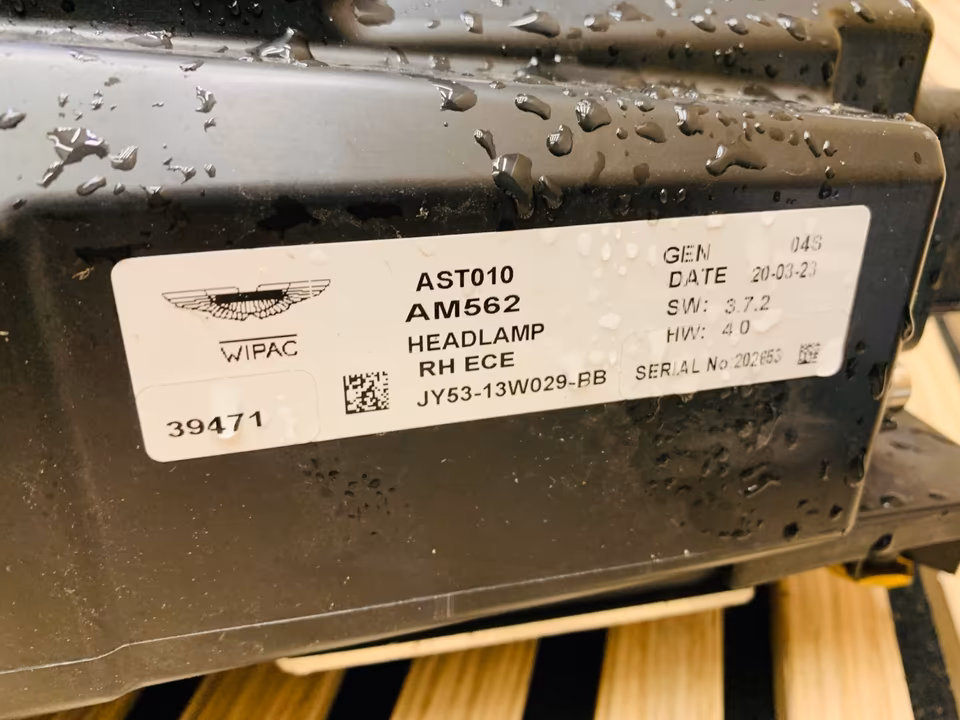 WIPAC
39471
AST010
AM562
HEADLAMP
RH ECE
JY53-13W029-BB
GEN 04S
DATE 20-03-23
SW: 3.7.2
HW: 4.0
SERIAL No:202653